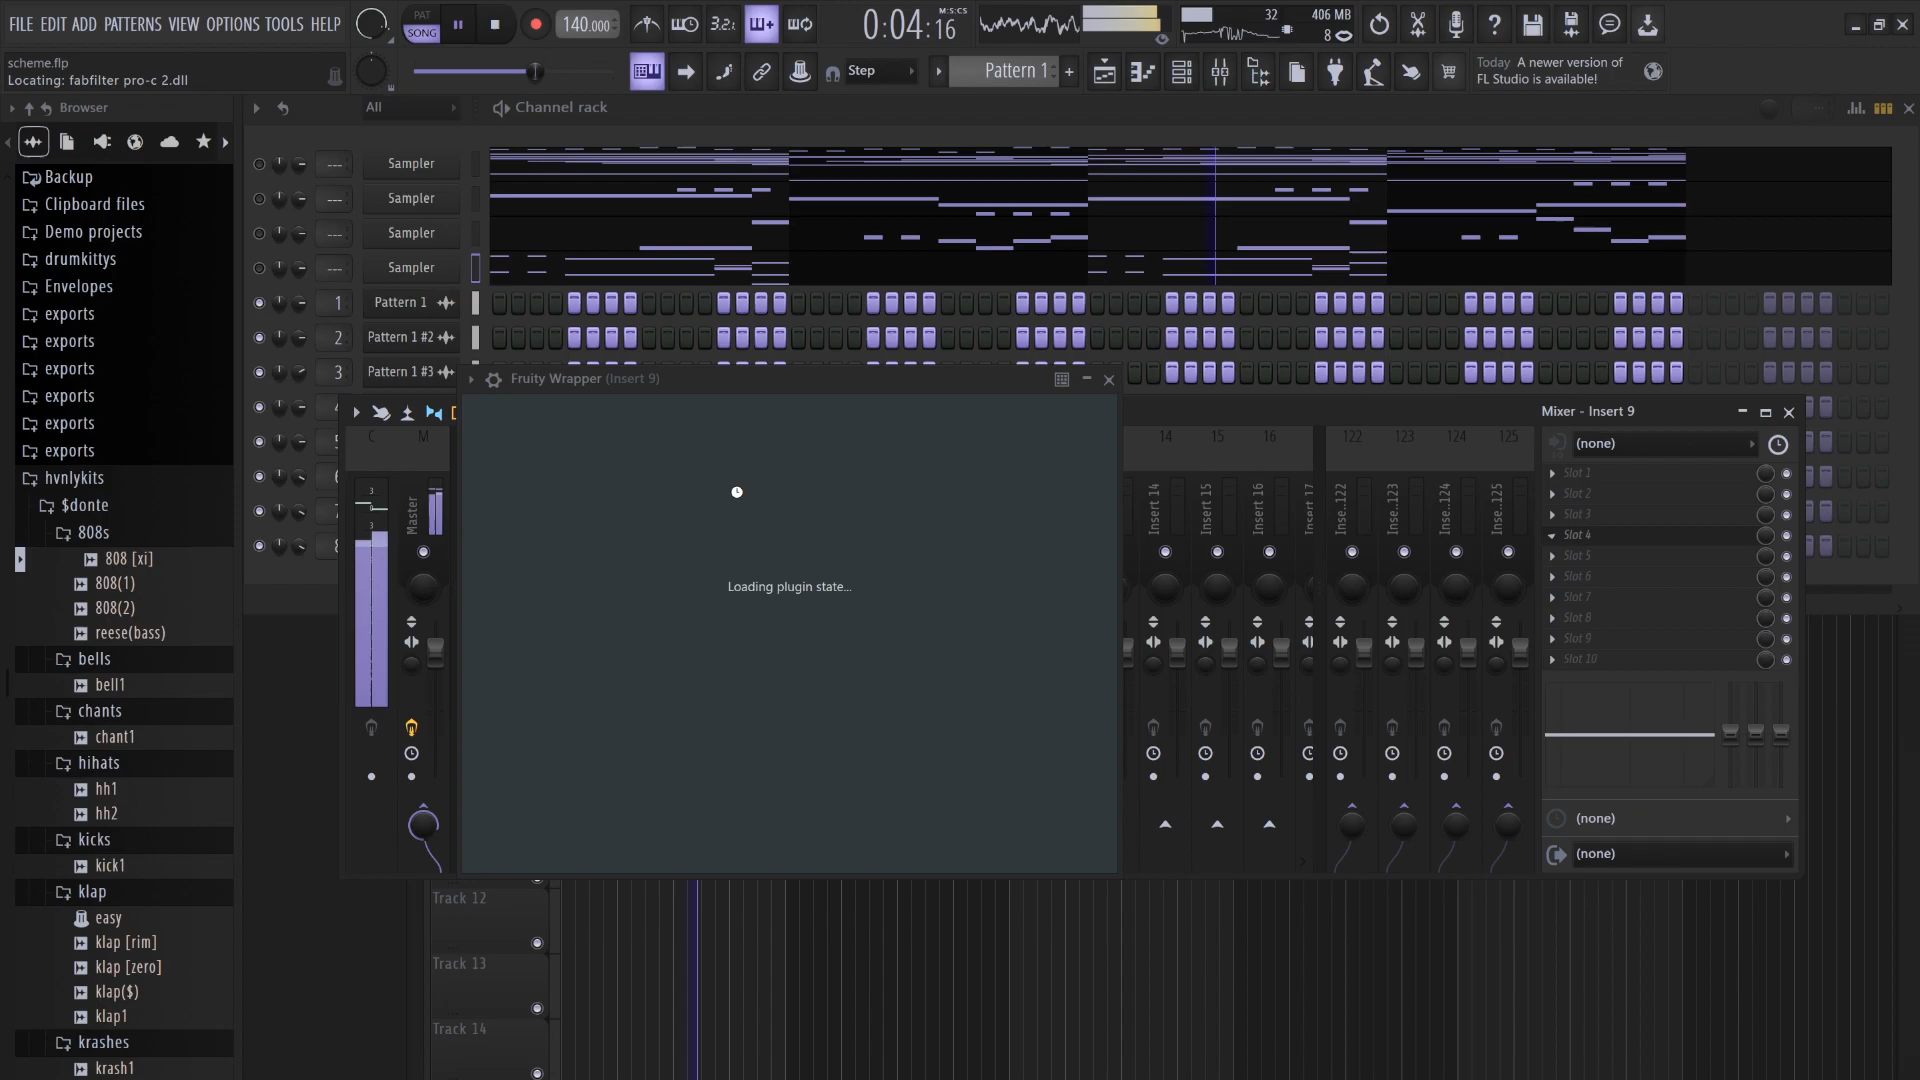 FILE EDIT ADD PATTERNS VIEW OPTIONS TOOLS HELP
PAT
SONG
140.000
3.2.
0:04:16
M:S:CS
32
406 MB
8
scheme.flp
Locating: fabfilter pro-c 2.dll
Step
Pattern 1
Today A newer version of
FL Studio is available!
Browser
All
Channel rack
Backup
Clipboard files
Demo projects
drumkittys
Envelopes
exports
exports
exports
exports
exports
exports
hvnlykits
$donte
808s
808 [xi]
808(1)
808(2)
reese(bass)
bells
bell1
chants
chant1
hihats
hh1
hh2
kicks
kick1
klap
easy
klap [rim]
klap [zero]
klap($)
klap1
krashes
krash1
--- Sampler
--- Sampler
--- Sampler
--- Sampler
1 Pattern 1
2 Pattern 1 #2
3 Pattern 1 #3
Fruity Wrapper (Insert 9)
Loading plugin state...
C M
3
0
3
Master
14 15 16 122 123 124 125
Insert 14
Insert 15
Insert 16
Inse..122
Inse..123
Inse..124
Inse..125
Mixer - Insert 9
(none)
Slot 1
Slot 2
Slot 3
Slot 4
Slot 5
Slot 6
Slot 7
Slot 8
Slot 9
Slot 10
(none)
(none)
Track 12
Track 13
Track 14